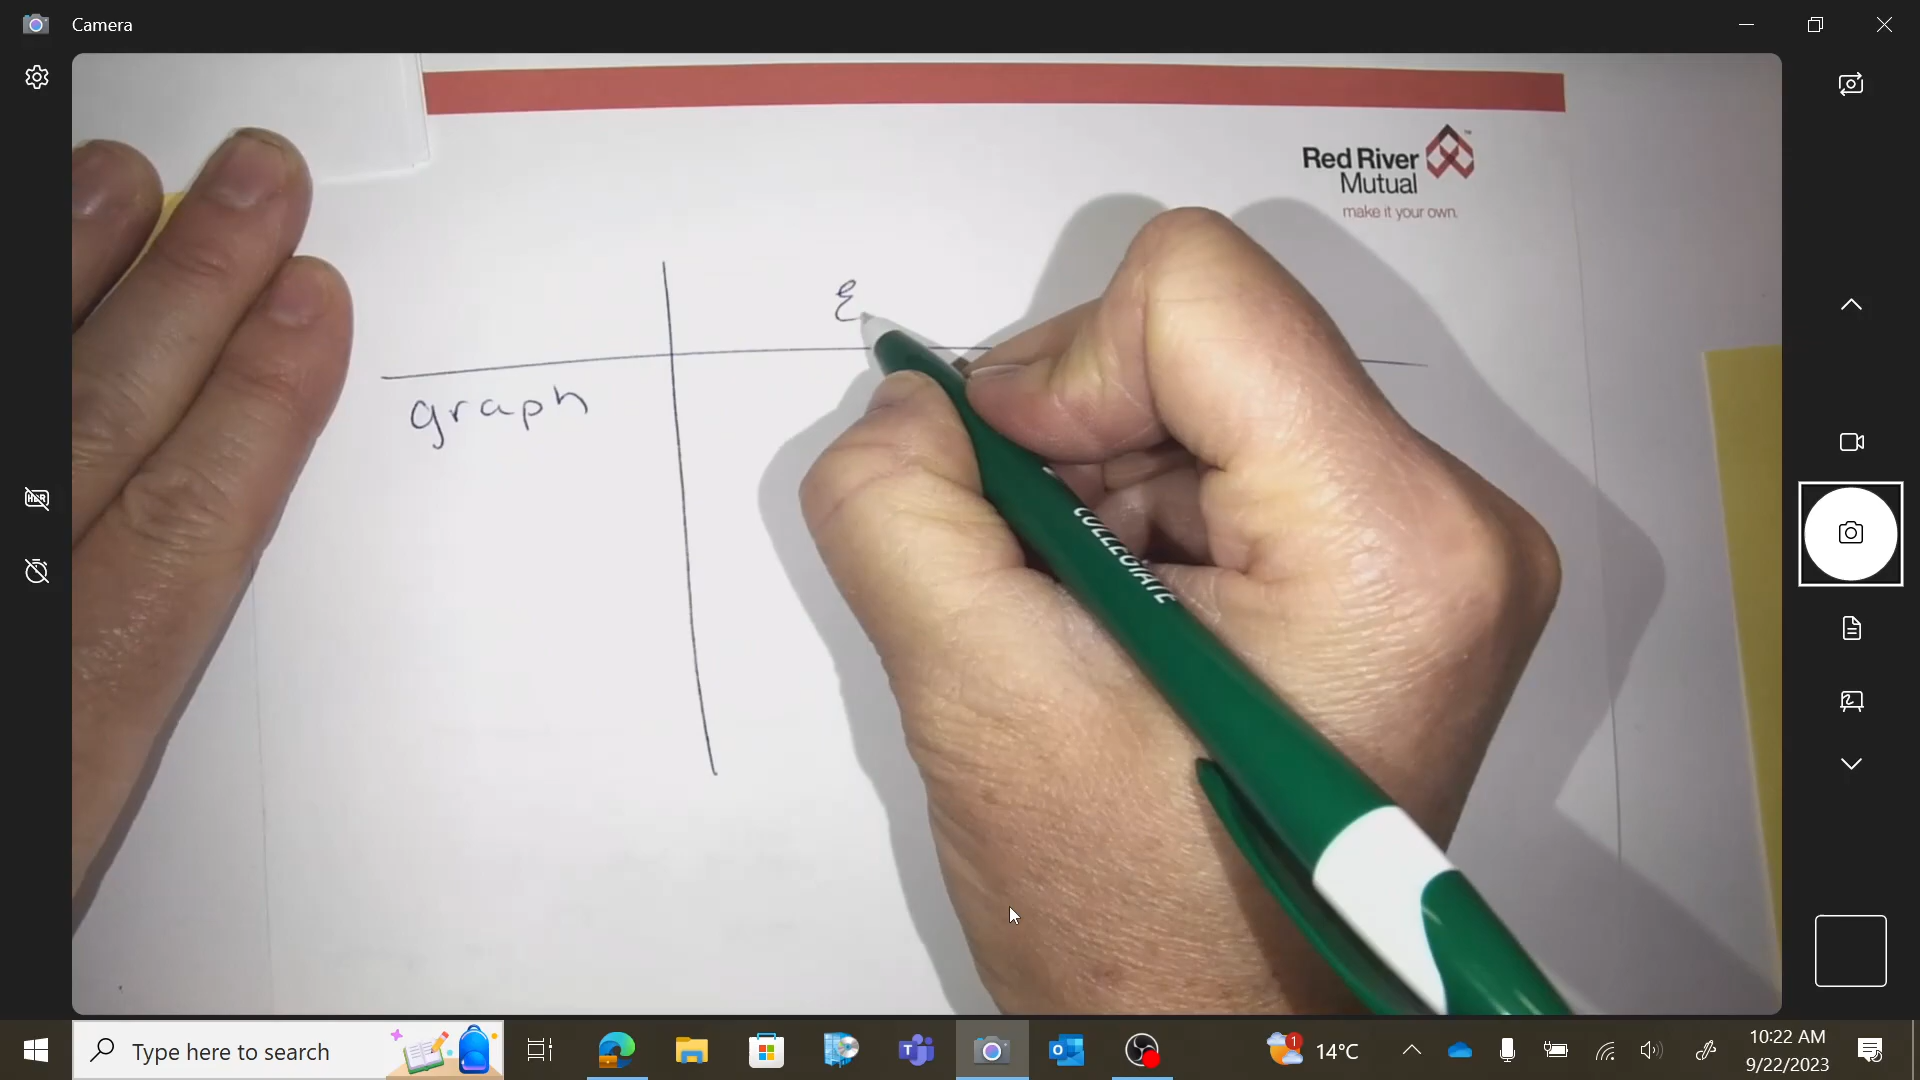 Camera
Red River
Mutual
make it your own.
graph
COLLEGIATE
Type here to search
1
14°C
10:22 AM
9/22/2023